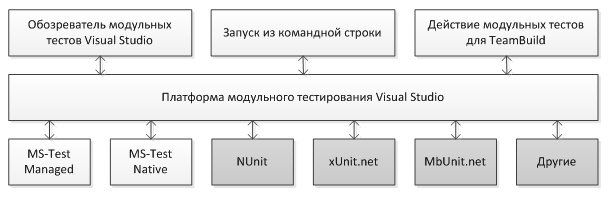 Обозреватель модульных
тестов Visual Studio
Запуск из командной строки
Действие модульных тестов
для TeamBuild
Платформа модульного тестирования Visual Studio
MS-Test
Managed
MS-Test
Native
NUnit
xUnit.net
MbUnit.net
Другие